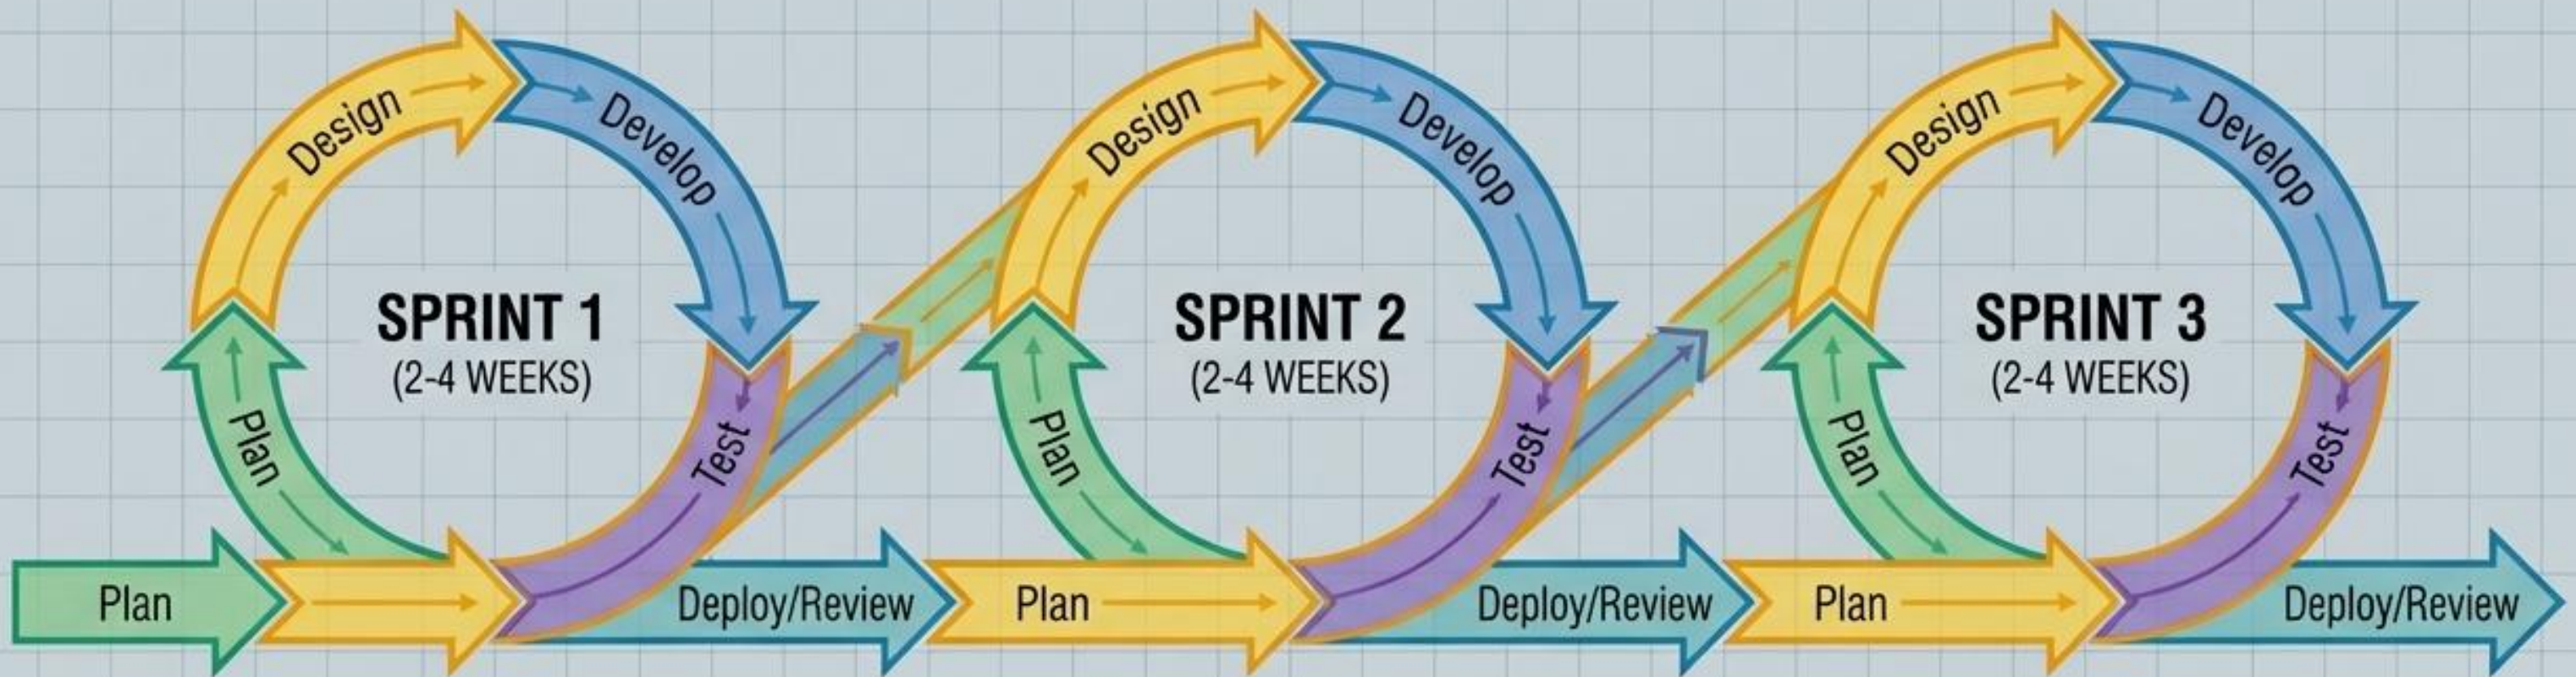 Design
Develop
SPRINT 1
(2-4 WEEKS)
Plan
Test
Plan
Deploy/Review
Design
Develop
SPRINT 2
(2-4 WEEKS)
Plan
Test
Plan
Deploy/Review
Design
Develop
SPRINT 3
(2-4 WEEKS)
Plan
Test
Plan
Deploy/Review